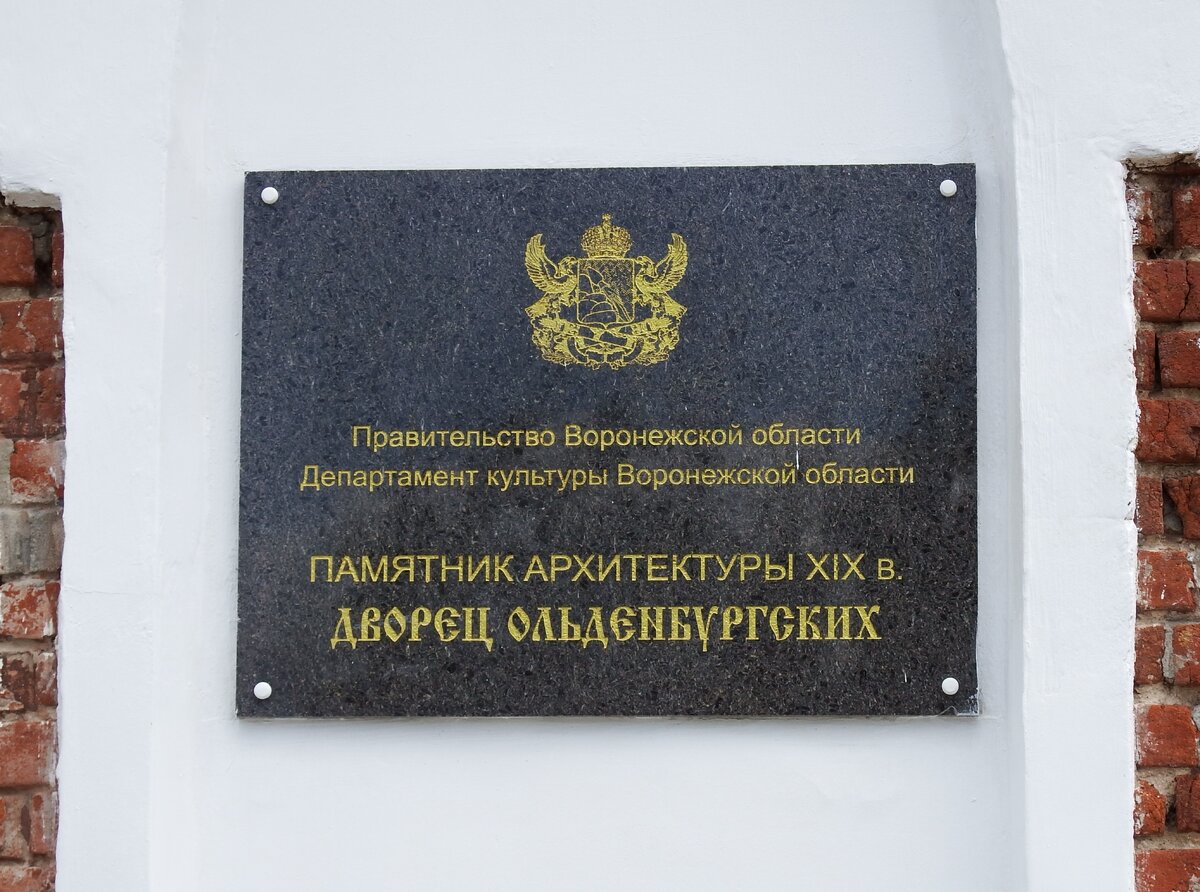 Правительство Воронежской области
Департамент культуры Воронежской области
ПАМЯТНИК АРХИТЕКТУРЫ XIX в.
ДВОРЕЦ ОЛЬДЕНБУРГСКИХ